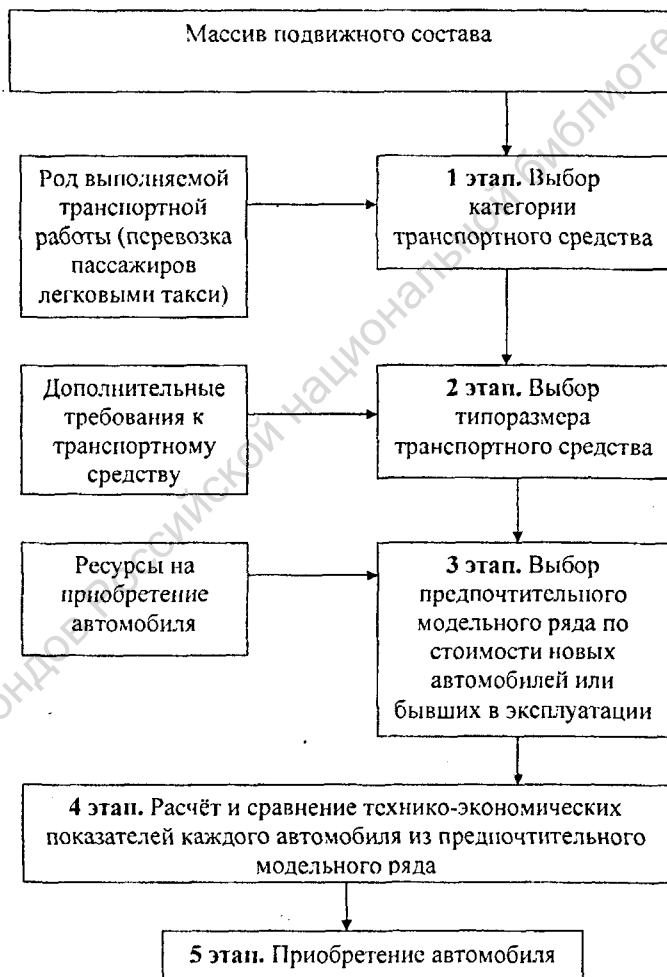 Массив подвижного состава
Род выполняемой
транспортной
работы (перевозка
пассажиров
легковыми такси)
1 этап. Выбор
категории
транспортного средства
Дополнительные
требования к
транспортному
средству
2 этап. Выбор
типоразмера
транспортного средства
Ресурсы на
приобретение
автомобиля
3 этап. Выбор
предпочтительного
модельного ряда по
стоимости новых
автомобилей или
бывших в эксплуатации
4 этап. Расчёт и сравнение технико-экономических
показателей каждого автомобиля из предпочтительного
модельного ряда
5 этап. Приобретение автомобиля
Российской национальной